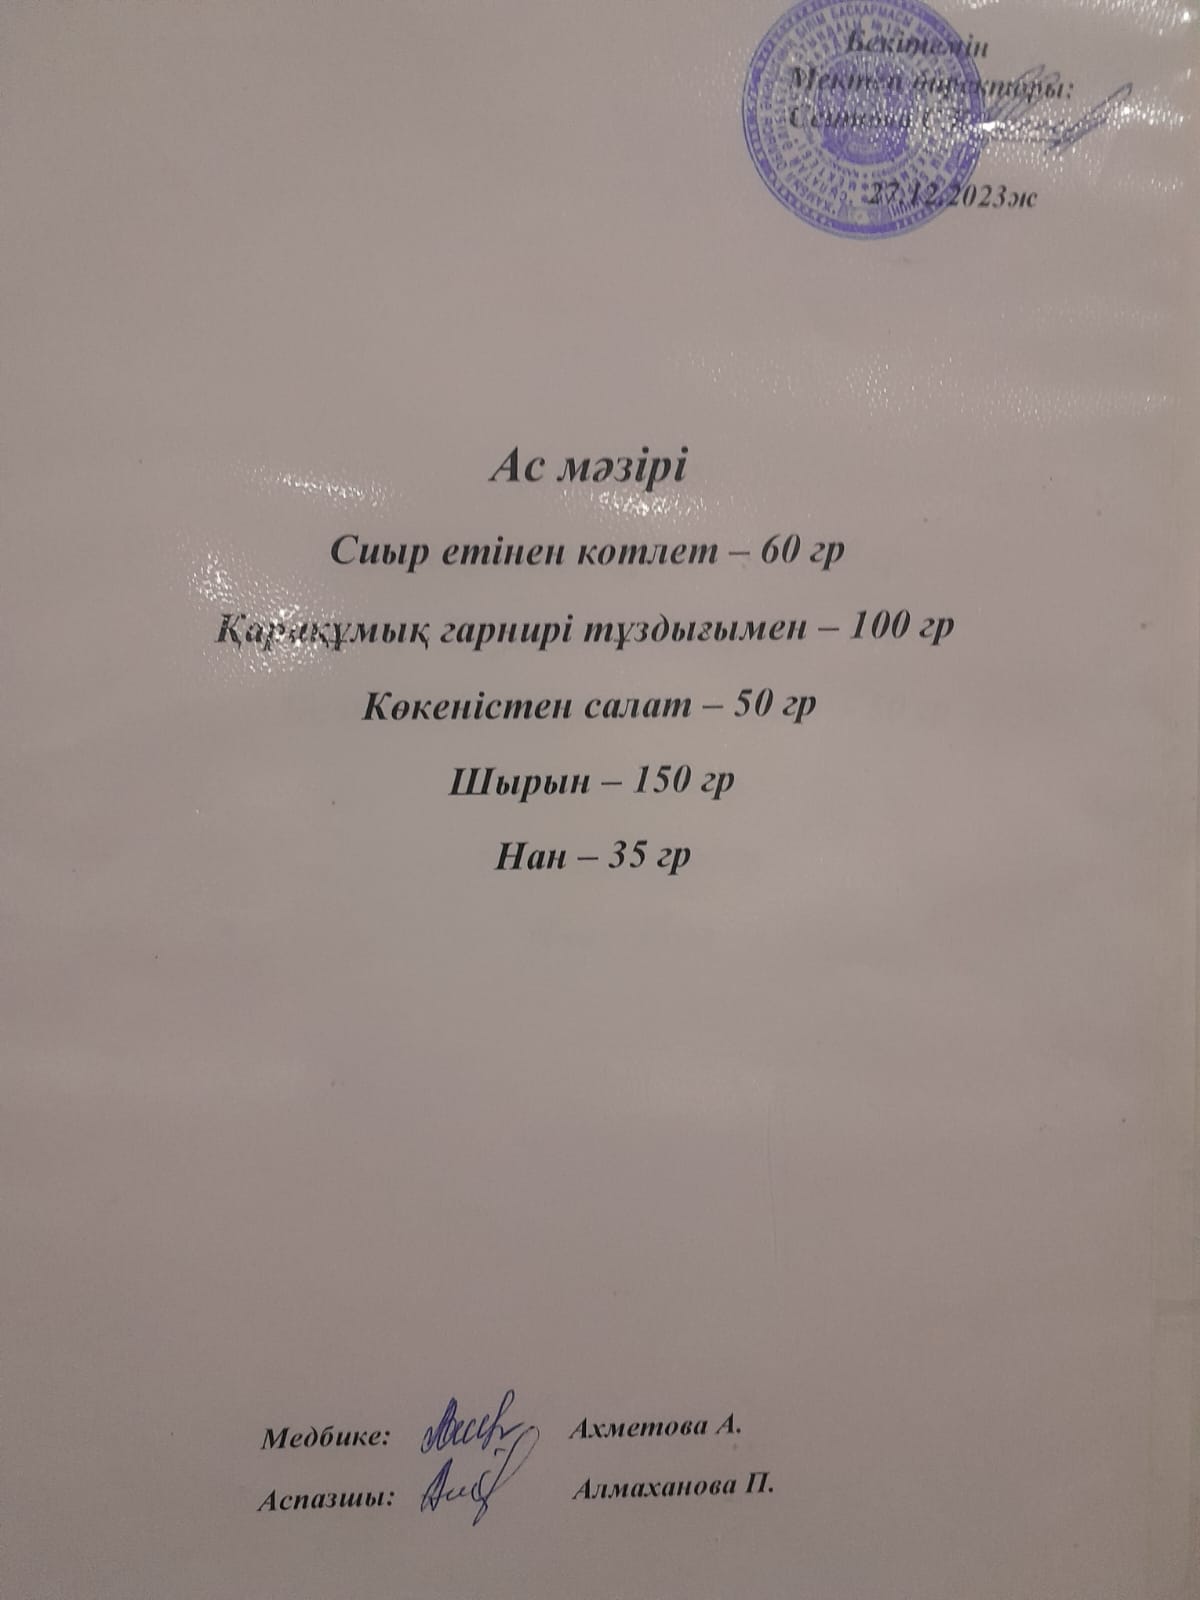 Бекітемін
Мектеп директоры:
27.12.2023ж
Ас мәзірі
Сиыр етінен котлет – 60 гр
Қарақұмық гарнирі тұздығымен – 100 гр
Көкеністен салат – 50 гр
Шырын – 150 гр
Нан – 35 гр
Медбике: Ахметова А.
Аспазшы: Алмаханова П.